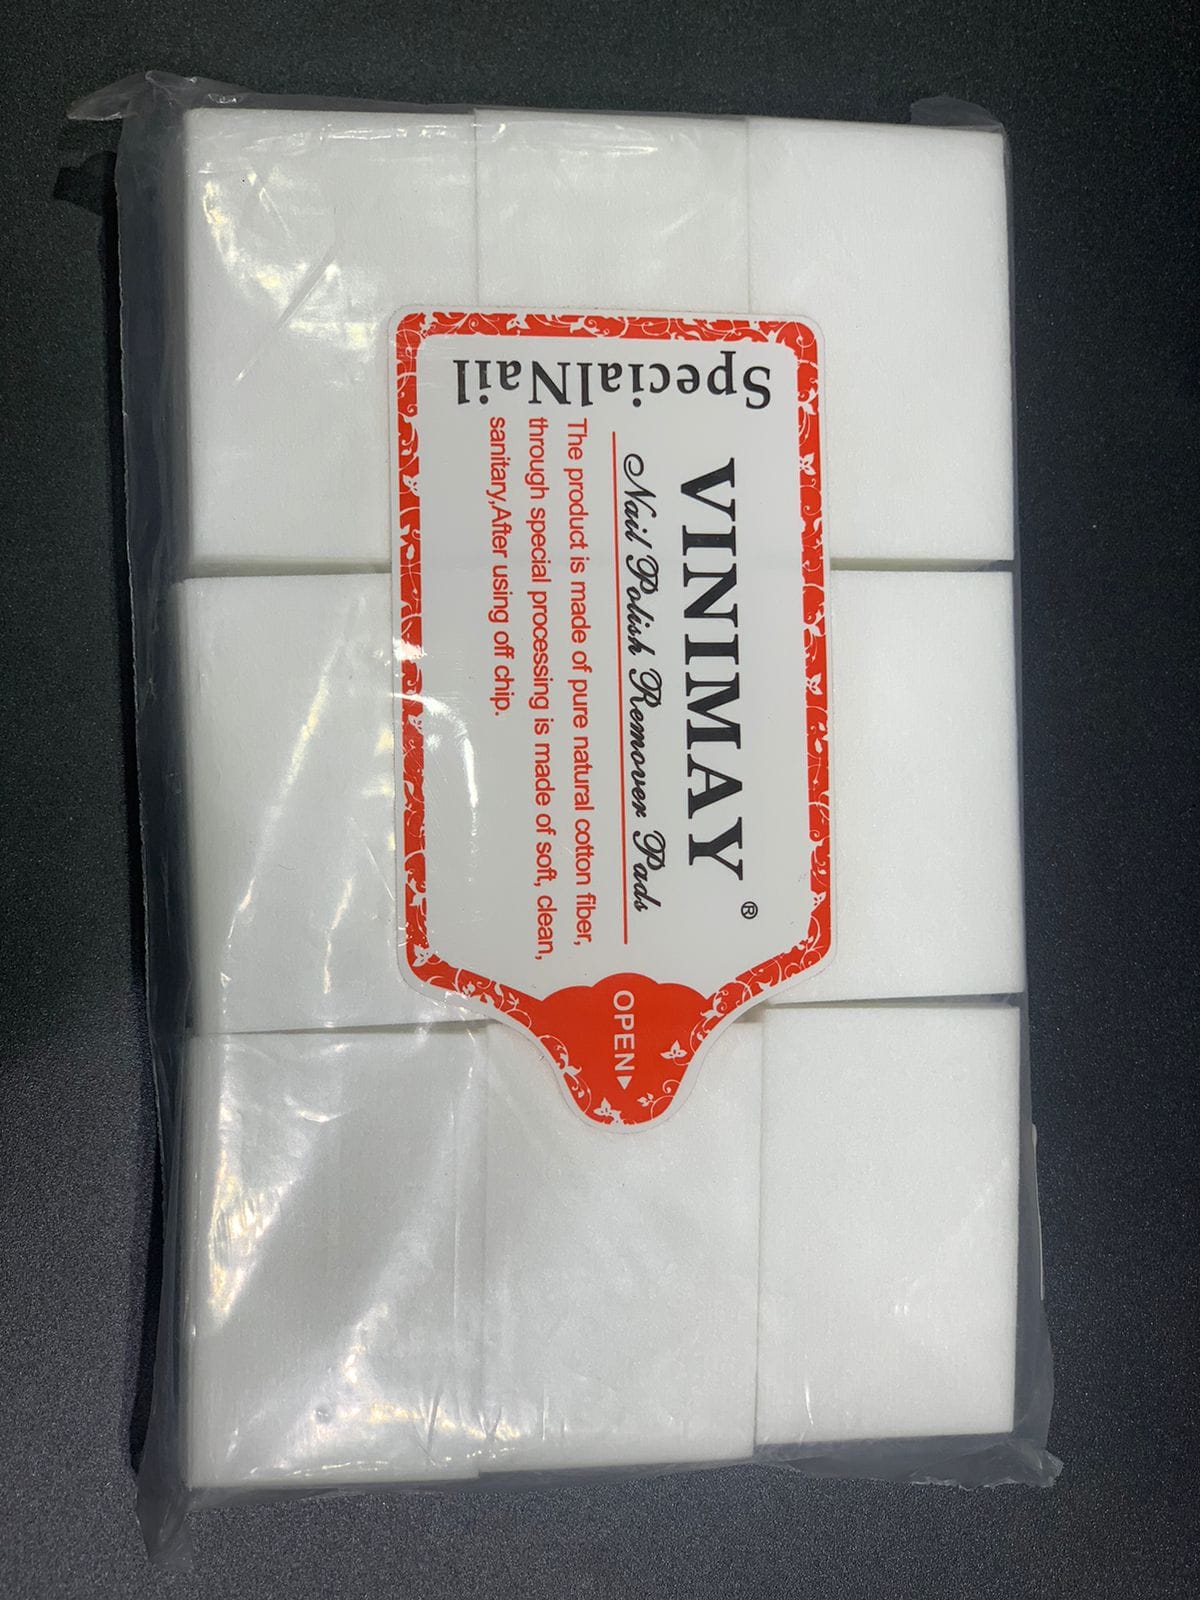 SpecialNail
VINIMAY ®
Nail Polish Remover Pads
The product is made of pure natural cotton fiber,
through special processing is made of soft, clean,
sanitary,After using off chip.
OPEN▶